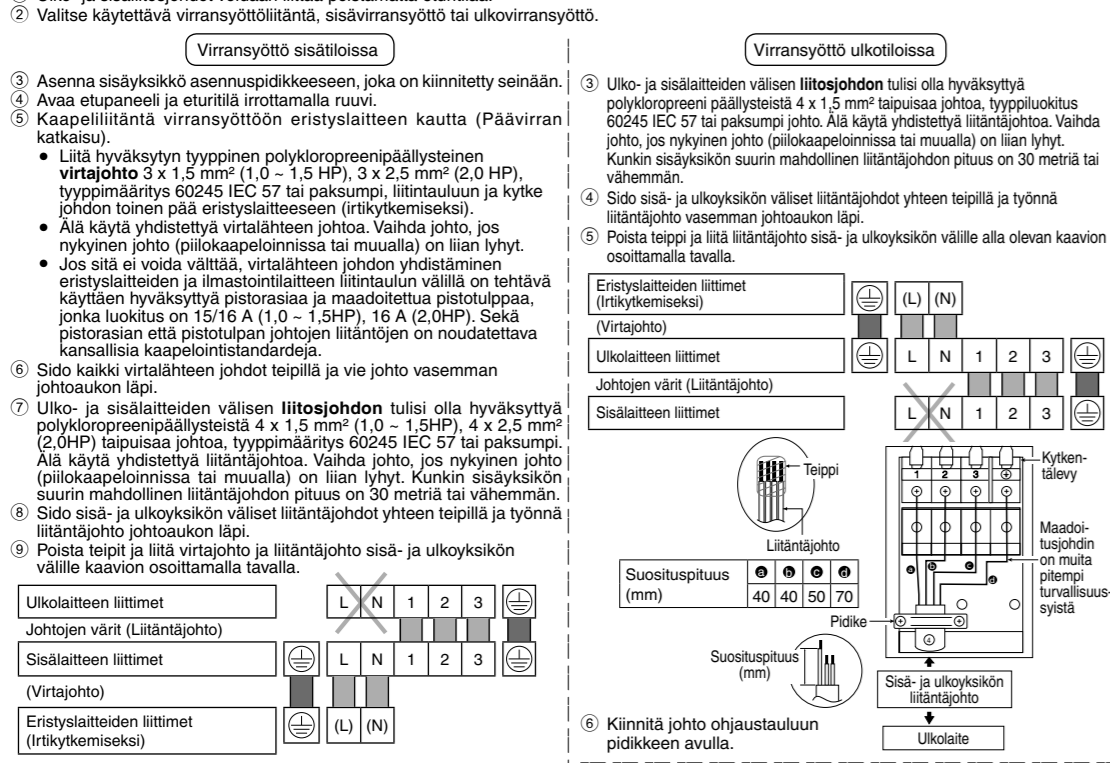 ② Valitse käytettävä virransyöttöliitäntä, sisävirransyöttö tai ulkovirransyöttö.
Virransyöttö sisätiloissa
③ Asenna sisäyksikkö asennuspidikkeeseen, joka on kiinnitetty seinään.
④ Avaa etupaneeli ja eturitilä irrottamalla ruuvi.
⑤ Kaapeliliitäntä virransyöttöön eristyslaitteen kautta (Päävirran
katkaisu).
• Liitä hyväksytyn tyyppinen polykloropreenipäällysteinen
virtajohto 3 x 1,5 mm² (1,0 ~ 1,5 HP), 3 x 2,5 mm² (2,0 HP),
tyyppimääritys 60245 IEC 57 tai paksumpi, liitintauluun ja kytke
johdon toinen pää eristyslaitteeseen (irtikytkemiseksi).
• Älä käytä yhdistettyä virtalähteen johtoa. Vaihda johto, jos
nykyinen johto (piilokaapeloinnissa tai muualla) on liian lyhyt.
• Jos sitä ei voida välttää, virtalähteen johdon yhdistäminen
eristyslaitteiden ja ilmastointilaitteen liitintaulun välillä on tehtävä
käyttäen hyväksyttyä pistorasiaa ja maadoitettua pistotulppaa,
jonka luokitus on 15/16 A (1,0 ~ 1,5HP), 16 A (2,0HP). Sekä
pistorasian että pistotulpan johtojen liitäntöjen on noudatettava
kansallisia kaapelointistandardeja.
⑥ Sido kaikki virtalähteen johdot teipillä ja vie johto vasemman
johtoaukon läpi.
⑦ Ulko- ja sisälaitteiden välisen liitosjohdon tulisi olla hyväksyttyä
polykloropreenipäällysteistä 4 x 1,5 mm² (1,0 ~ 1,5HP), 4 x 2,5 mm²
(2,0HP) taipuisaa johtoa, tyyppimääritys 60245 IEC 57 tai paksumpi.
Älä käytä yhdistettyä liitäntäjohtoa. Vaihda johto, jos nykyinen johto
(piilokaapeloinnissa tai muualla) on liian lyhyt. Kunkin sisäyksikön
suurin mahdollinen liitäntäjohdon pituus on 30 metriä tai vähemmän.
⑧ Sido sisä- ja ulkoyksikön väliset liitäntäjohdot yhteen teipillä ja työnnä
liitäntäjohto johtoaukon läpi.
⑨ Poista teipit ja liitä virtajohto ja liitäntäjohto sisä- ja ulkoyksikön
välille kaavion osoittamalla tavalla.
Ulkolaitteen liittimet L N 1 2 3
Johtojen värit (Liitäntäjohto)
Sisälaitteen liittimet L N 1 2 3
(Virtajohto)
Eristyslaitteiden liittimet
(Irtikytkemiseksi) (L) (N)
Virransyöttö ulkotiloissa
③ Ulko- ja sisälaitteiden välisen liitosjohdon tulisi olla hyväksyttyä
polykloropreeni päällysteistä 4 x 1,5 mm² taipuisaa johtoa, tyyppiluokitus
60245 IEC 57 tai paksumpi johto. Älä käytä yhdistettyä liitäntäjohtoa. Vaihda
johto, jos nykyinen johto (piilokaapeloinnissa tai muualla) on liian lyhyt.
Kunkin sisäyksikön suurin mahdollinen liitäntäjohdon pituus on 30 metriä tai
vähemmän.
④ Sido sisä- ja ulkoyksikön väliset liitäntäjohdot yhteen teipillä ja työnnä
liitäntäjohto vasemman johtoaukon läpi.
⑤ Poista teippi ja liitä liitäntäjohto sisä- ja ulkoyksikön välille alla olevan kaavion
osoittamalla tavalla.
Eristyslaitteiden liittimet
(Irtikytkemiseksi) (L) (N)
(Virtajohto)
Ulkolaitteen liittimet L N 1 2 3
Johtojen värit (Liitäntäjohto)
Sisälaitteen liittimet L N 1 2 3
Teippi
Liitäntäjohto
Suosituspituus
(mm)
ⓐ ⓑ ⓒ ⓓ
40 40 50 70
Suosituspituus
(mm)
1 2 3
ⓐ ⓑ ⓒ ⓓ
Kytken-
tälevy
Maadoi-
tusjohdin
on muita
pitempi
turvallisuus-
syistä
Pidike
④
Sisä- ja ulkoyksikön
liitäntäjohto
Ulkolaite
⑥ Kiinnitä johto ohjaustauluun
pidikkeen avulla.